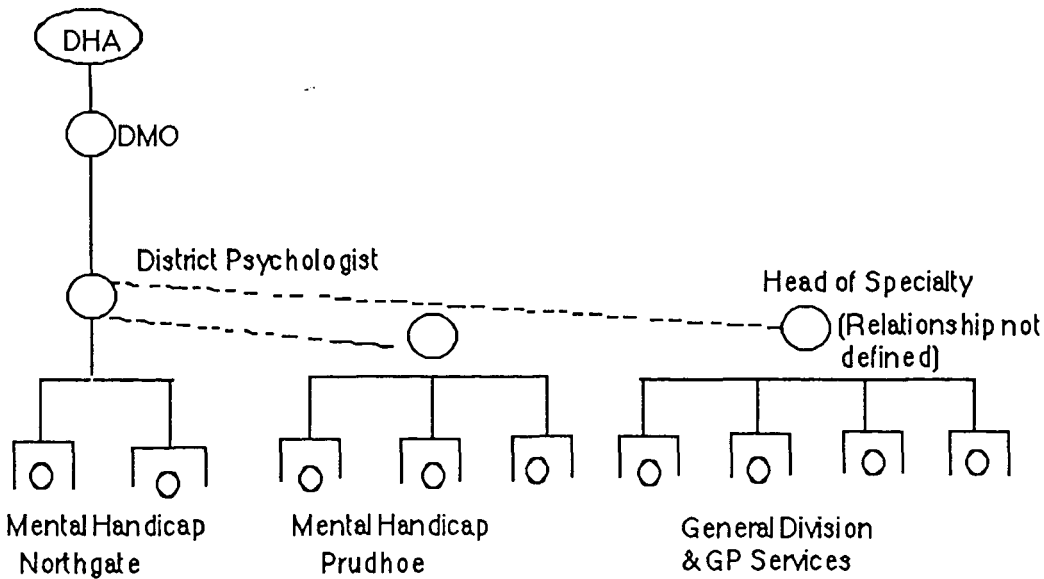 DHA
DMO
District Psychologist
Head of Specialty
(Relationship not
defined)
Mental Handicap
Northgate
Mental Handicap
Prudhoe
General Division
& GP Services